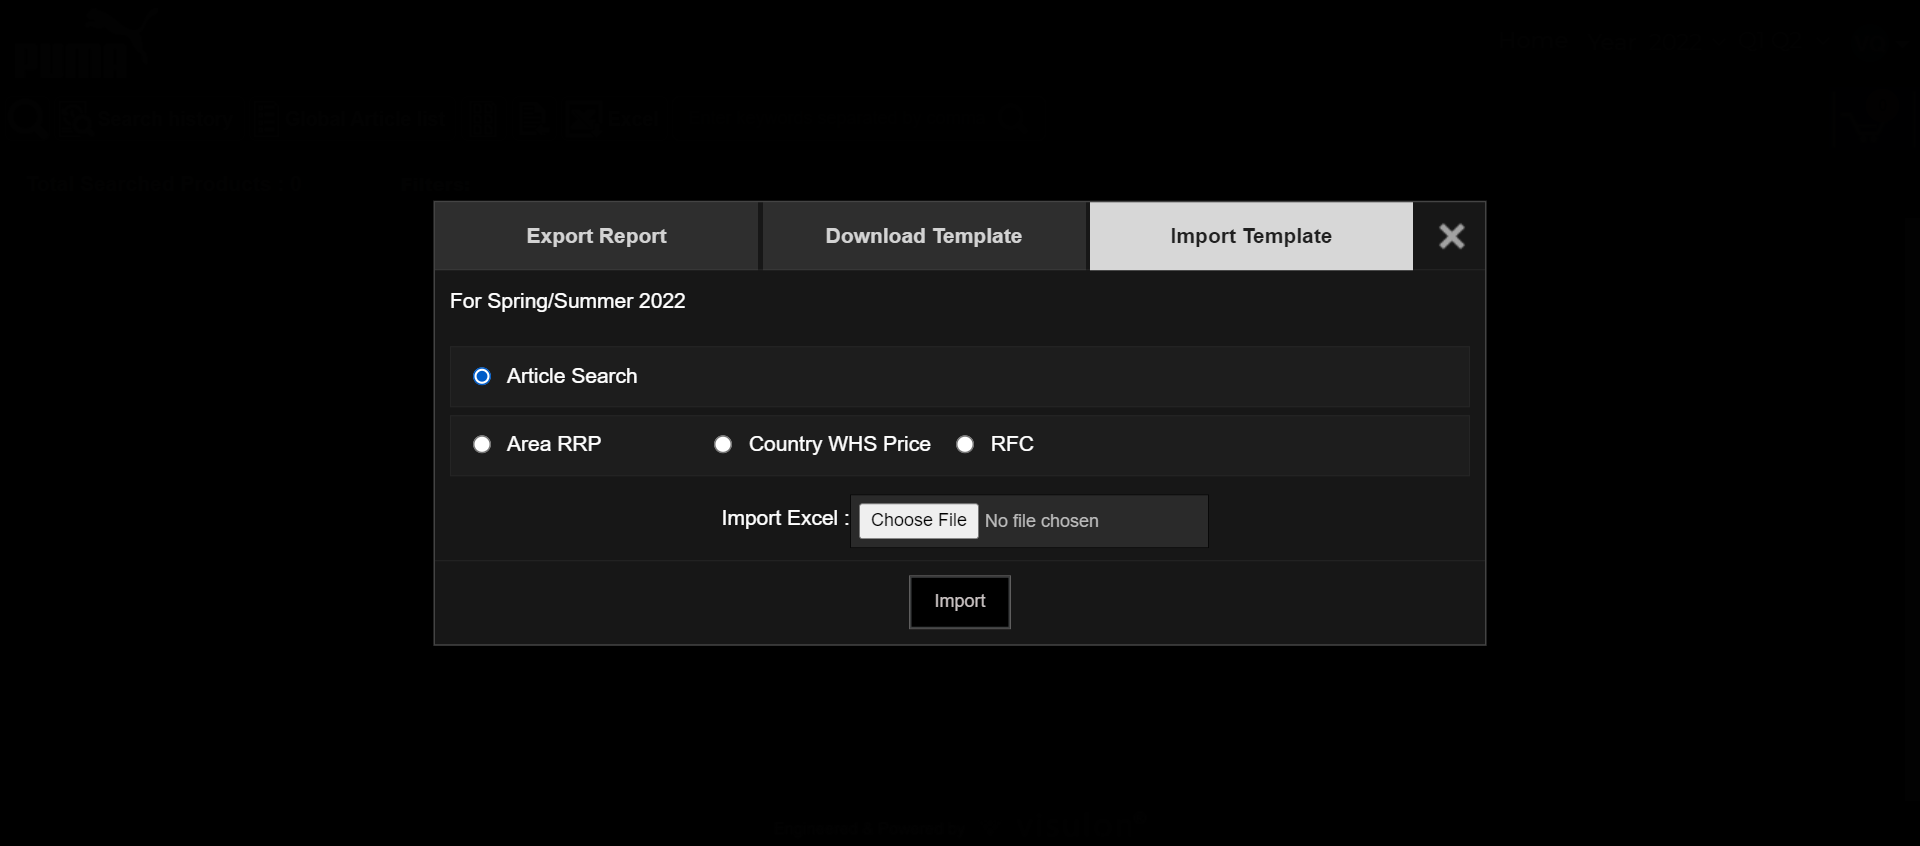 PUMA
Export Report
Download Template
Import Template
For Spring/Summer 2022
Article Search
Area RRP
Country WHS Price
RFC
Import Excel :
Choose File
No file chosen
Import